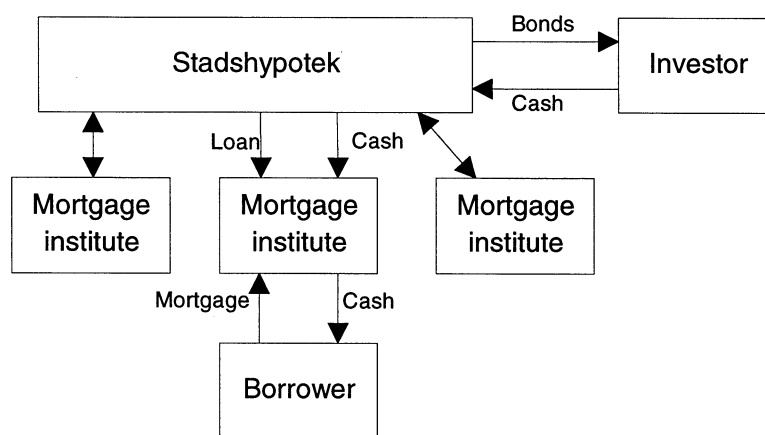 Bonds
Stadshypotek
Investor
Cash
Loan
Cash
Mortgage
institute
Mortgage
institute
Mortgage
institute
Mortgage
Cash
Borrower